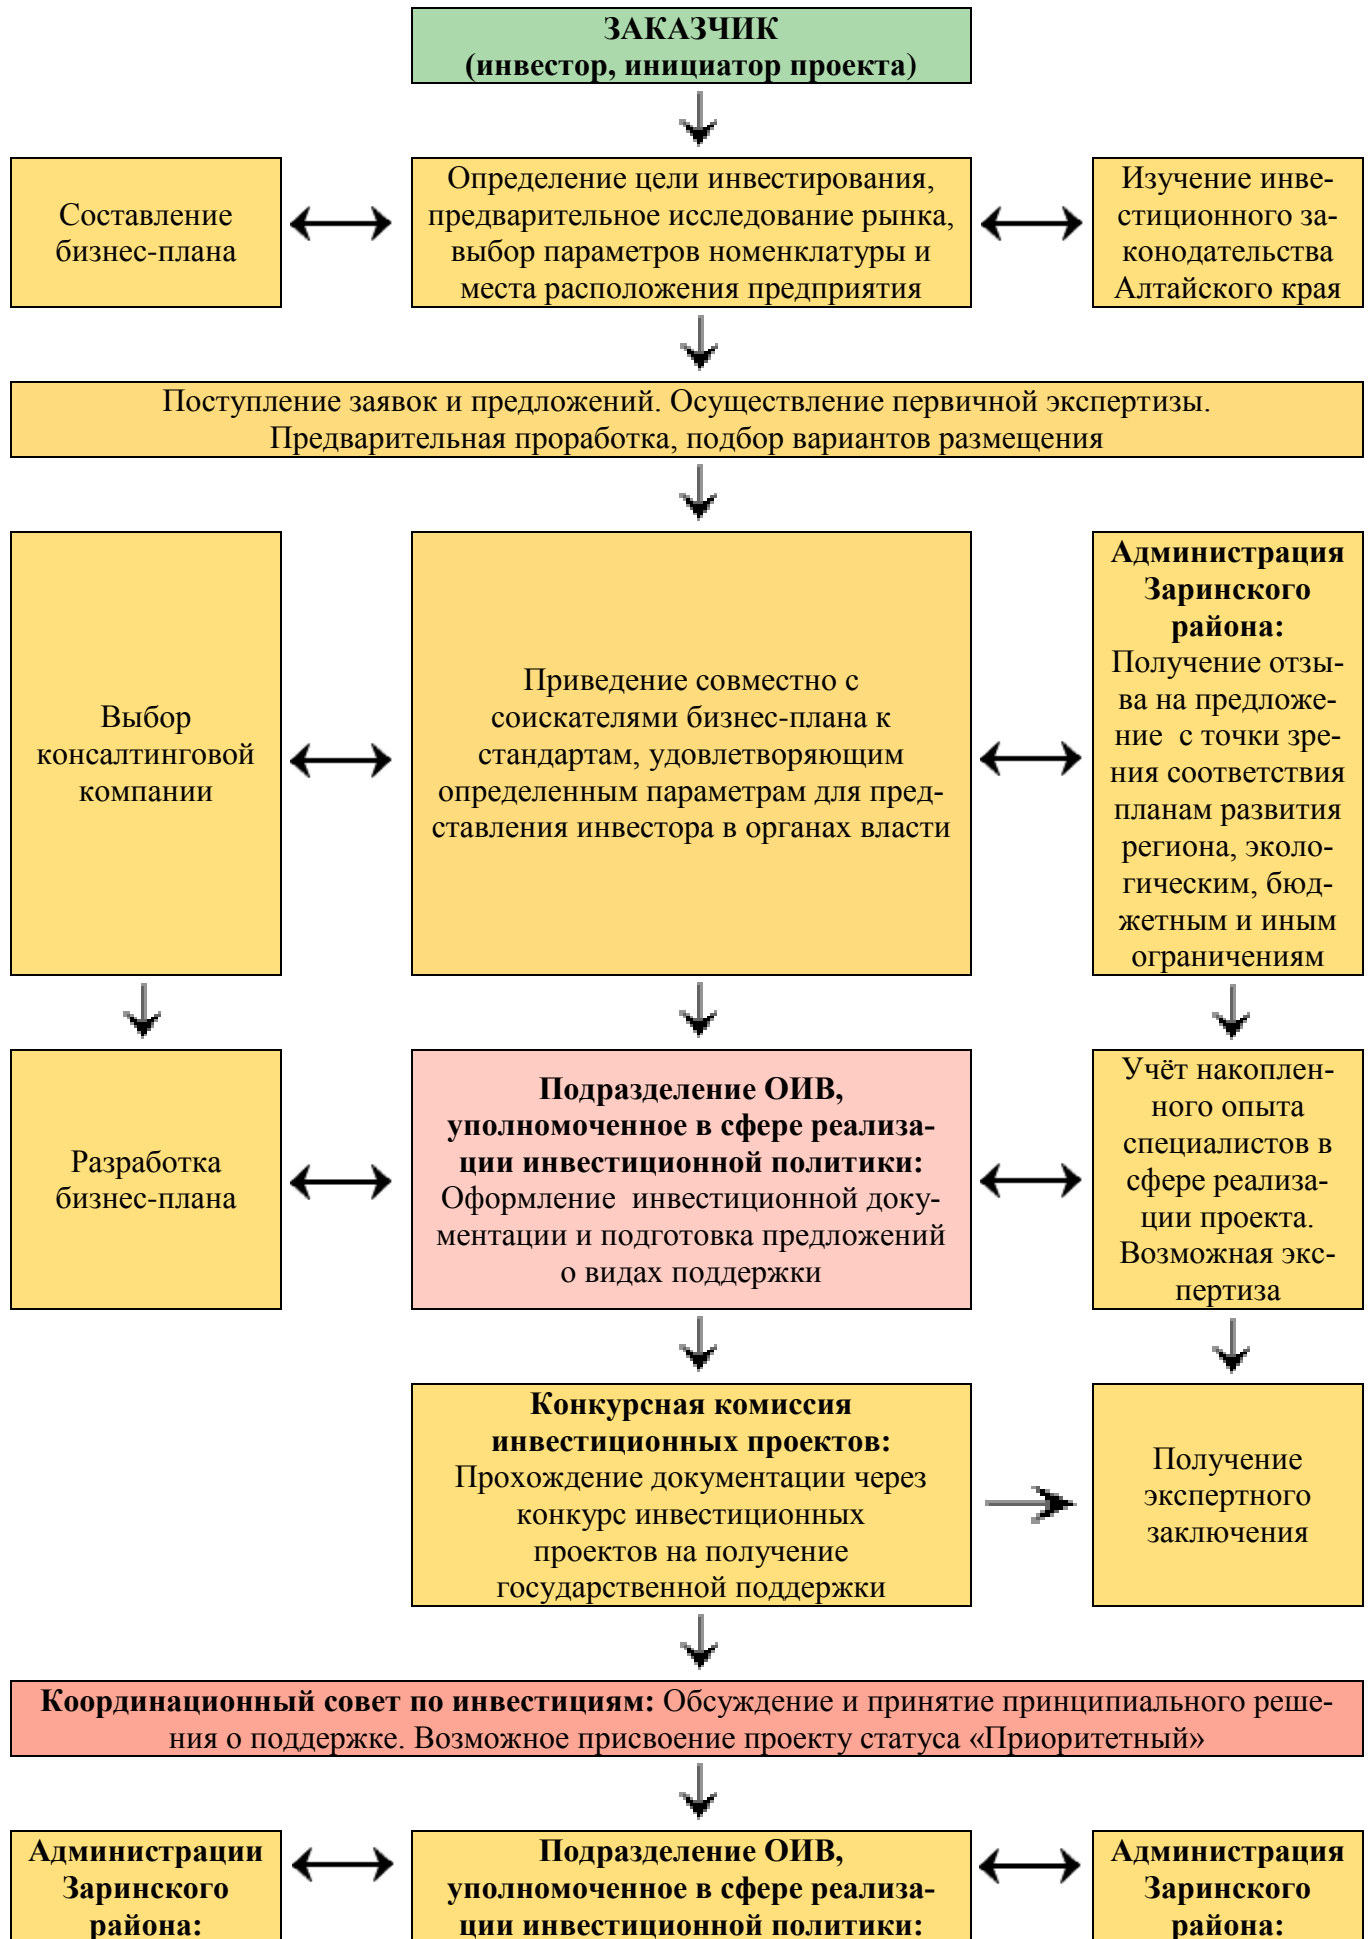 ЗАКАЗЧИК
(инвестор, инициатор проекта)
Составление
бизнес-плана
Определение цели инвестирования,
предварительное исследование рынка,
выбор параметров номенклатуры и
места расположения предприятия
Изучение инве-
стиционного за-
конодательства
Алтайского края
Поступление заявок и предложений. Осуществление первичной экспертизы.
Предварительная проработка, подбор вариантов размещения
Выбор
консалтинговой
компании
Приведение совместно с
соискателями бизнес-плана к
стандартам, удовлетворяющим
определенным параметрам для пред-
ставления инвестора в органах власти
Администрация
Заринского
района:
Получение отзы-
ва на предложе-
ние с точки зре-
ния соответствия
планам развития
региона, эколо-
гическим, бюд-
жетным и иным
ограничениям
Разработка
бизнес-плана
Подразделение ОИВ,
уполномоченное в сфере реализа-
ции инвестиционной политики:
Оформление инвестиционной доку-
ментации и подготовка предложений
о видах поддержки
Учёт накоплен-
ного опыта
специалистов в
сфере реализа-
ции проекта.
Возможная экс-
пертиза
Конкурсная комиссия
инвестиционных проектов:
Прохождение документации через
конкурс инвестиционных
проектов на получение
государственной поддержки
Получение
экспертного
заключения
Координационный совет по инвестициям: Обсуждение и принятие принципиального реше-
ния о поддержке. Возможное присвоение проекту статуса «Приоритетный»
Администрации
Заринского
района:
Подразделение ОИВ,
уполномоченное в сфере реализа-
ции инвестиционной политики:
Администрация
Заринского
района: